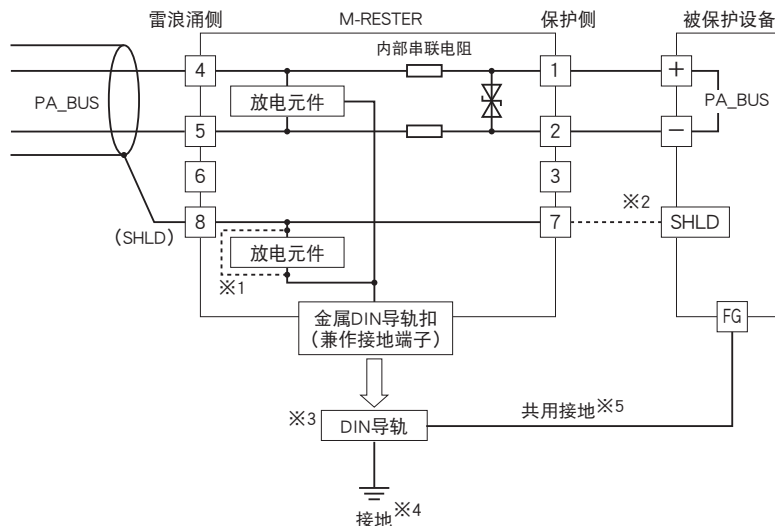 雷浪涌侧
M-RESTER
保护侧
被保护设备
内部串联电阻
4
1
+
PA_BUS
放电元件
PA_BUS
5
2
−
6
3
※2
(SHLD)
8
7
SHLD
放电元件
※1
金属DIN导轨扣
(兼作接地端子)
FG
※3
DIN导轨
共用接地※5
接地※4